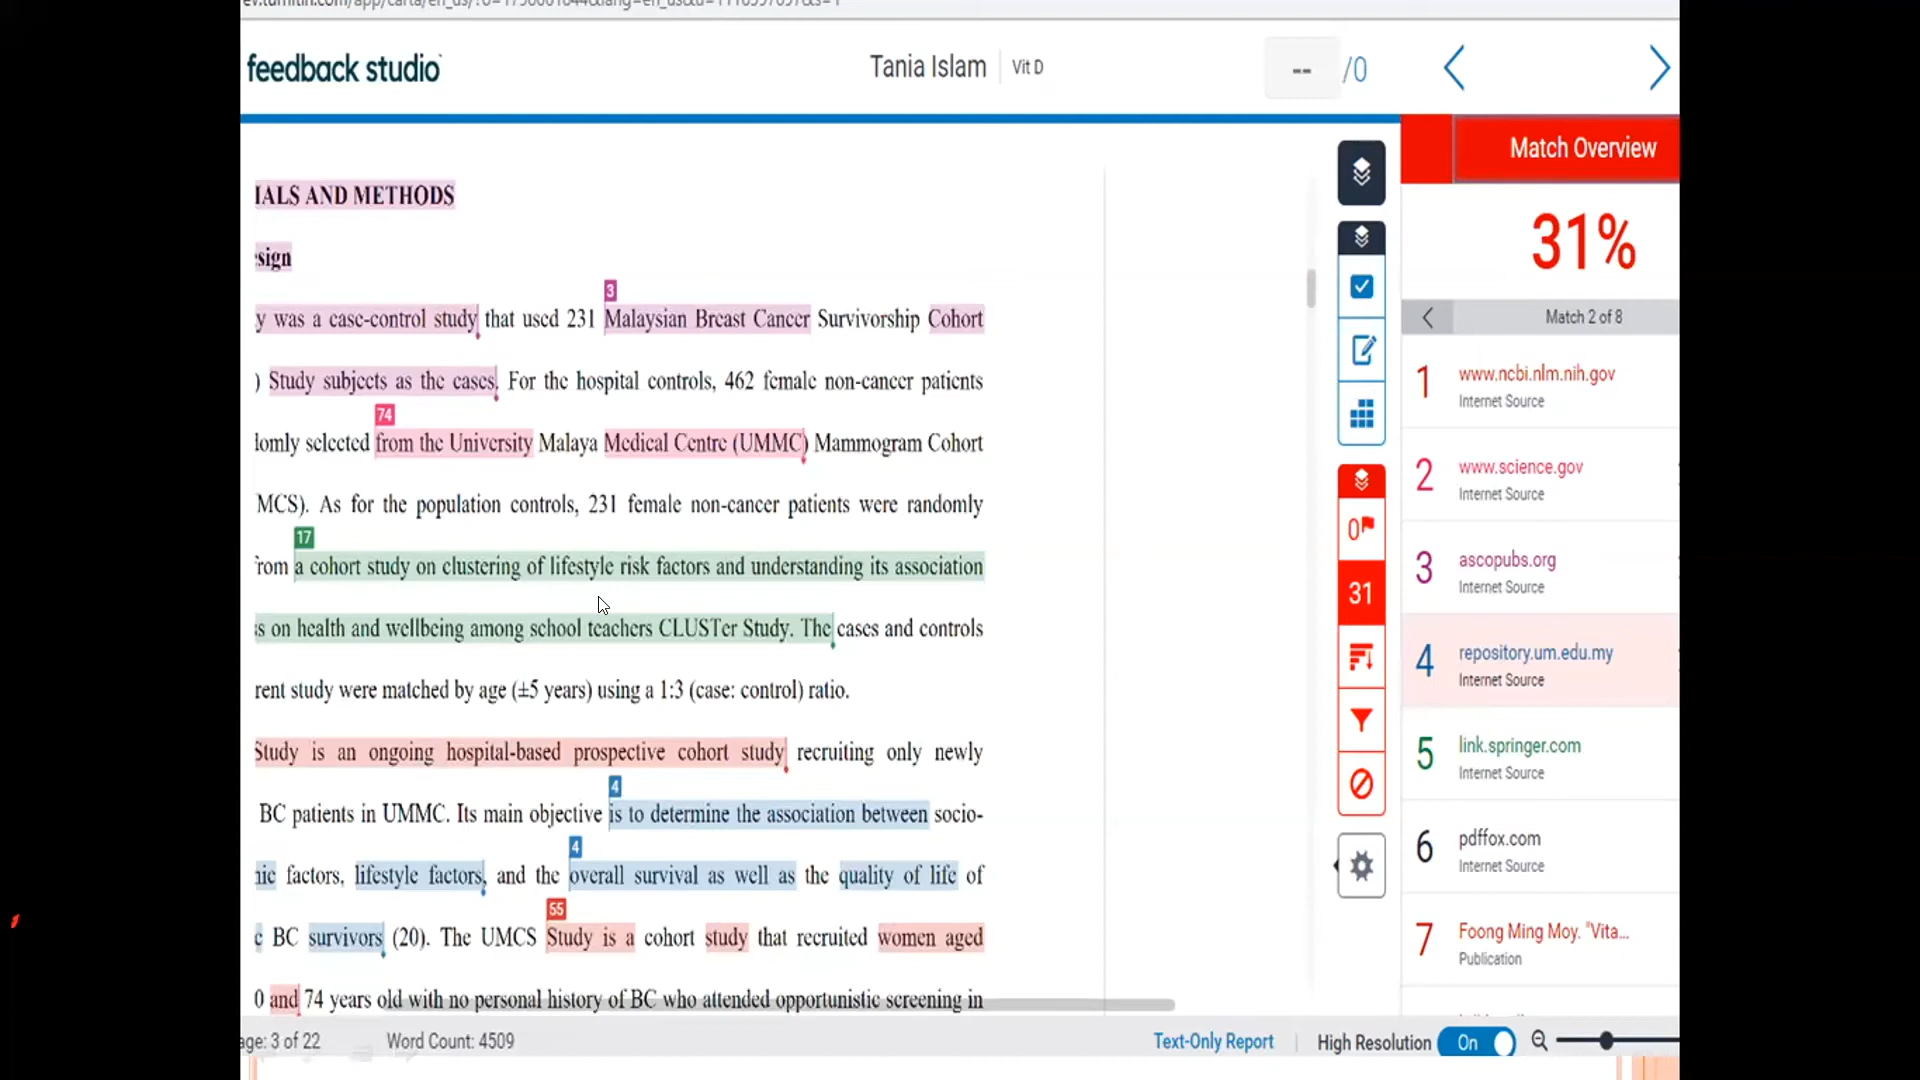 feedback studio
Tania Islam
Vit D
-- /0
IALS AND METHODS
sign
3
y was a case-control study that used 231 Malaysian Breast Cancer Survivorship Cohort
) Study subjects as the cases. For the hospital controls, 462 female non-cancer patients
74
domly selected from the University Malaya Medical Centre (UMMC) Mammogram Cohort
MCS). As for the population controls, 231 female non-cancer patients were randomly
17
from a cohort study on clustering of lifestyle risk factors and understanding its association
s on health and wellbeing among school teachers CLUSTer Study. The cases and controls
rent study were matched by age (±5 years) using a 1:3 (case: control) ratio.
Study is an ongoing hospital-based prospective cohort study recruiting only newly
4
BC patients in UMMC. Its main objective is to determine the association between socio-
4
nic factors, lifestyle factors, and the overall survival as well as the quality of life of
55
c BC survivors (20). The UMCS Study is a cohort study that recruited women aged
0 and 74 years old with no personal history of BC who attended opportunistic screening in
0
31
Match Overview
31%
Match 2 of 8
1 www.ncbi.nlm.nih.gov
Internet Source
2 www.science.gov
Internet Source
3 ascopubs.org
Internet Source
4 repository.um.edu.my
Internet Source
5 link.springer.com
Internet Source
6 pdffox.com
Internet Source
7 Foong Ming Moy. "Vita...
Publication
age: 3 of 22
Word Count: 4509
Text-Only Report
High Resolution
On